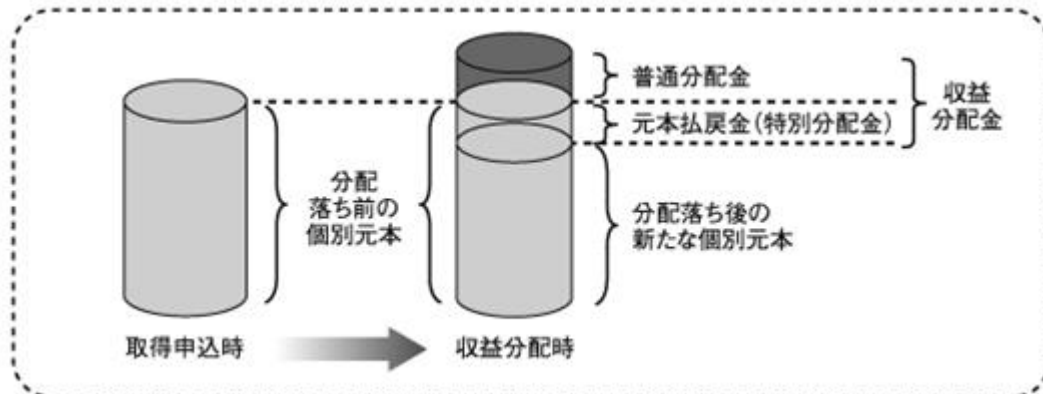 普通分配金
収益
分配金
元本払戻金(特別分配金)
分配
落ち前の
個別元本
分配落ち後の
新たな個別元本
取得申込時
収益分配時